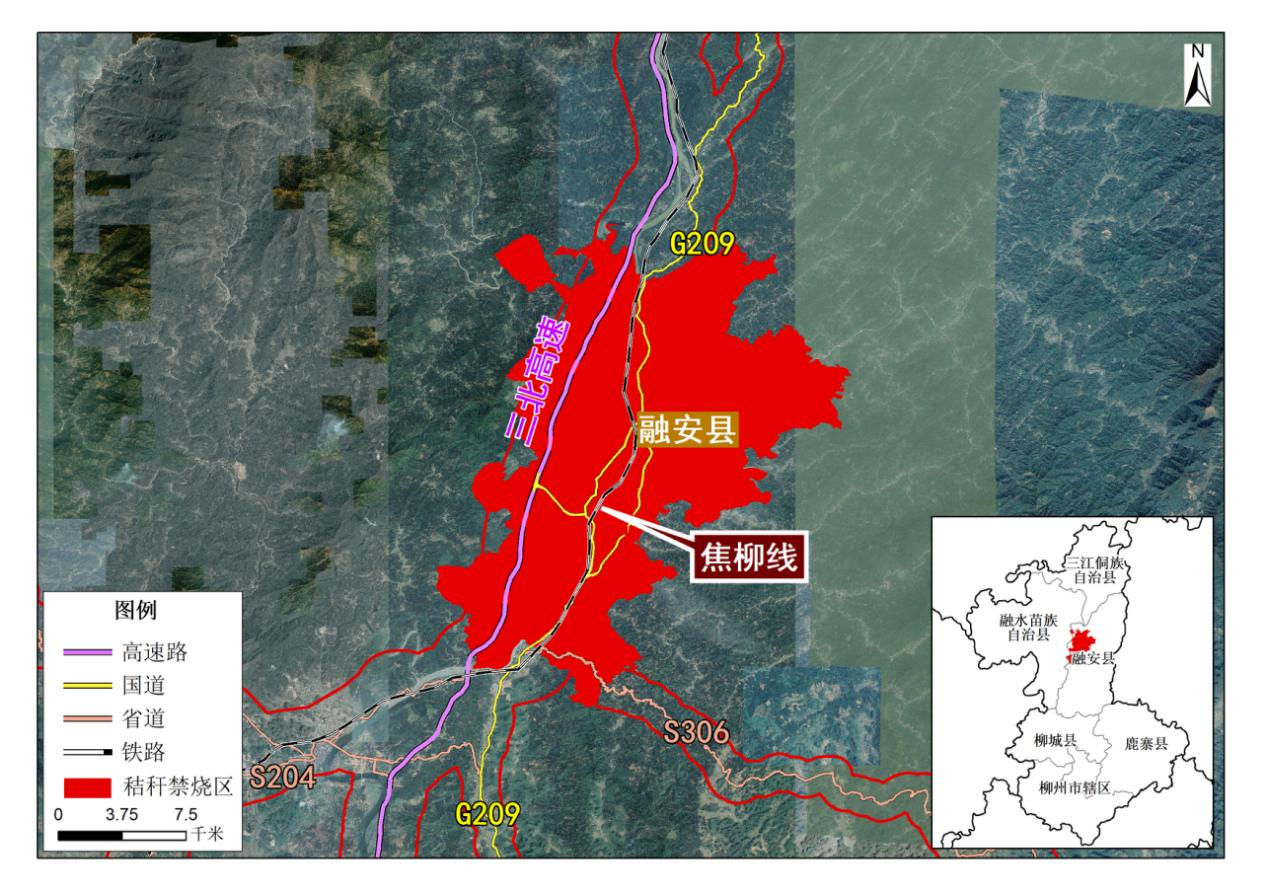 N
G209
三北高速
融安县
焦柳线
S306
S204
G209
图例
高速路
国道
省道
铁路
秸秆禁烧区
0 3.75 7.5
千米
三江侗族
自治县
融水苗族
自治县
融安县
柳城县
鹿寨县
柳州市辖区